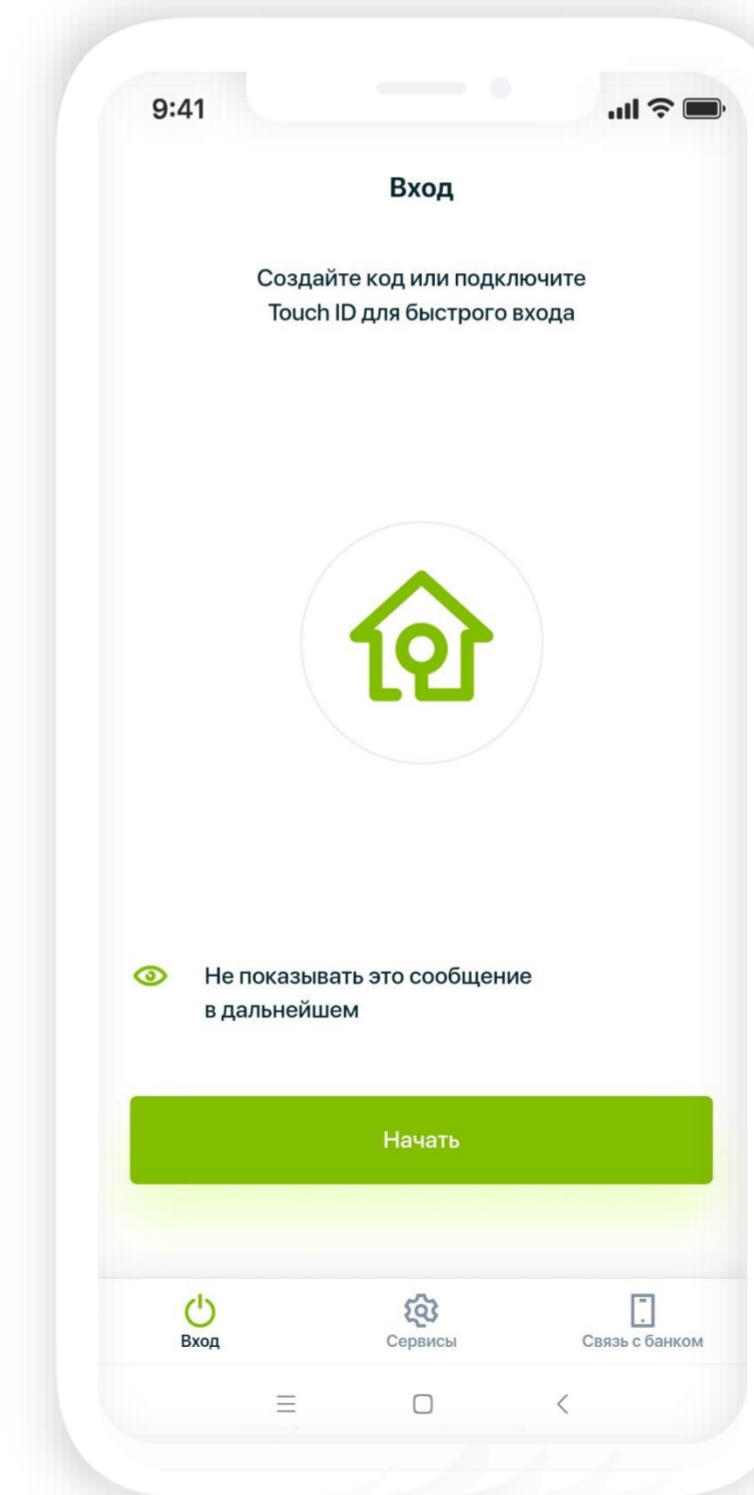 9:41
Вход
Создайте код или подключите
Touch ID для быстрого входа
Не показывать это сообщение
в дальнейшем
Начать
Вход
Сервисы
Связь с банком